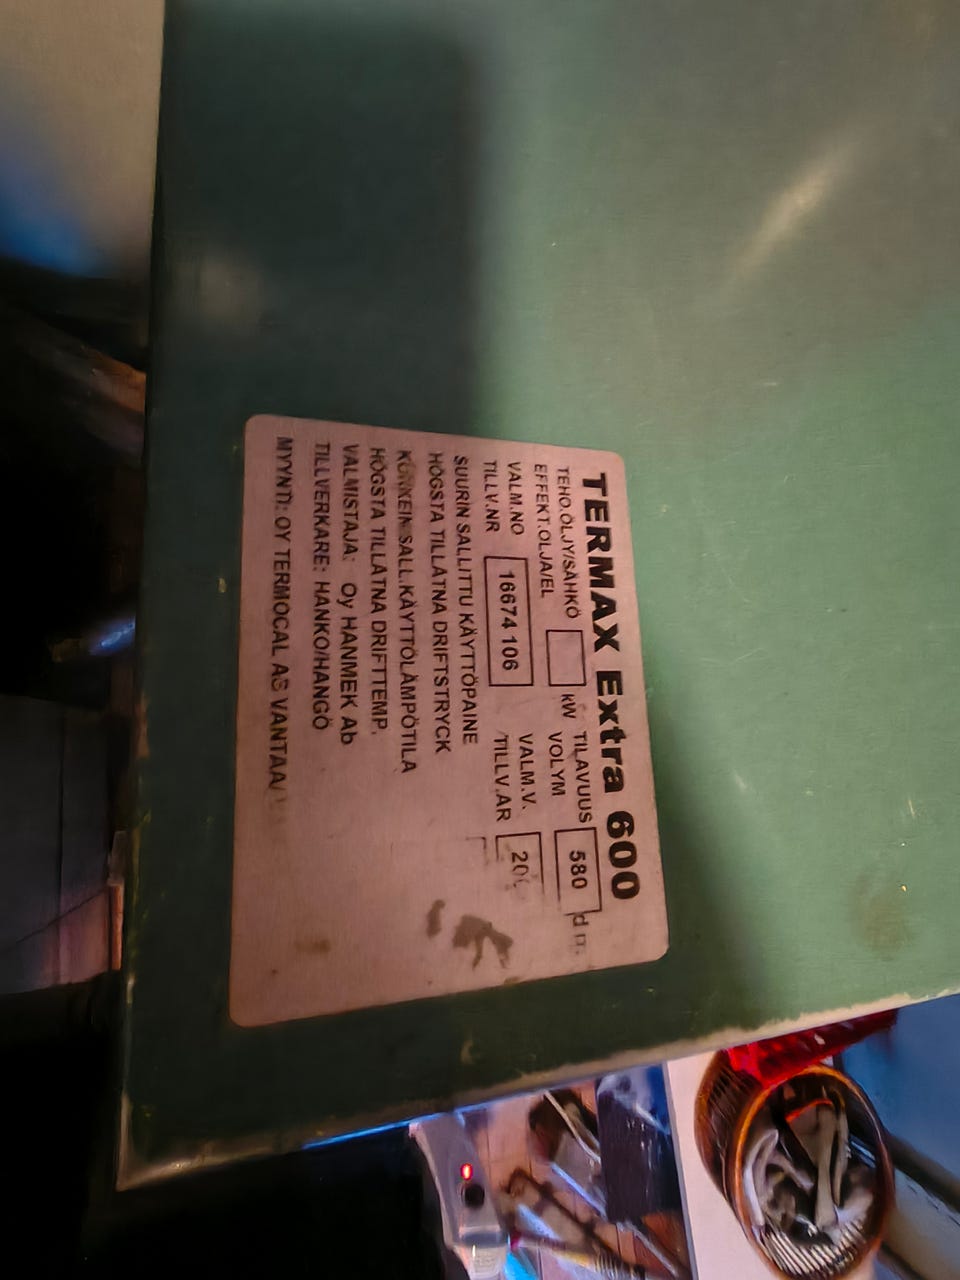 TERMAX Extra 600
TEHO.ÖLJY/SÄHKÖ kW TILAVUUS 580
EFFEKT.OLJA/EL VOLYM
VALM.NO 16674 106 VALM.V.
TILLV.NR TILLV.ÅR
SUURIN SALLITTU KÄYTTÖPAINE
HÖGSTA TILLÅTNA DRIFTSTRYCK
KORKEIN SALL.KÄYTTÖLÄMPÖTILA
HÖGSTA TILLÅTNA DRIFTTEMP.
VALMISTAJA: Oy HANMEK Ab
TILLVERKARE: HANKO/HANGÖ
MYYNTI: OY TERMOCAL AB VANTAA